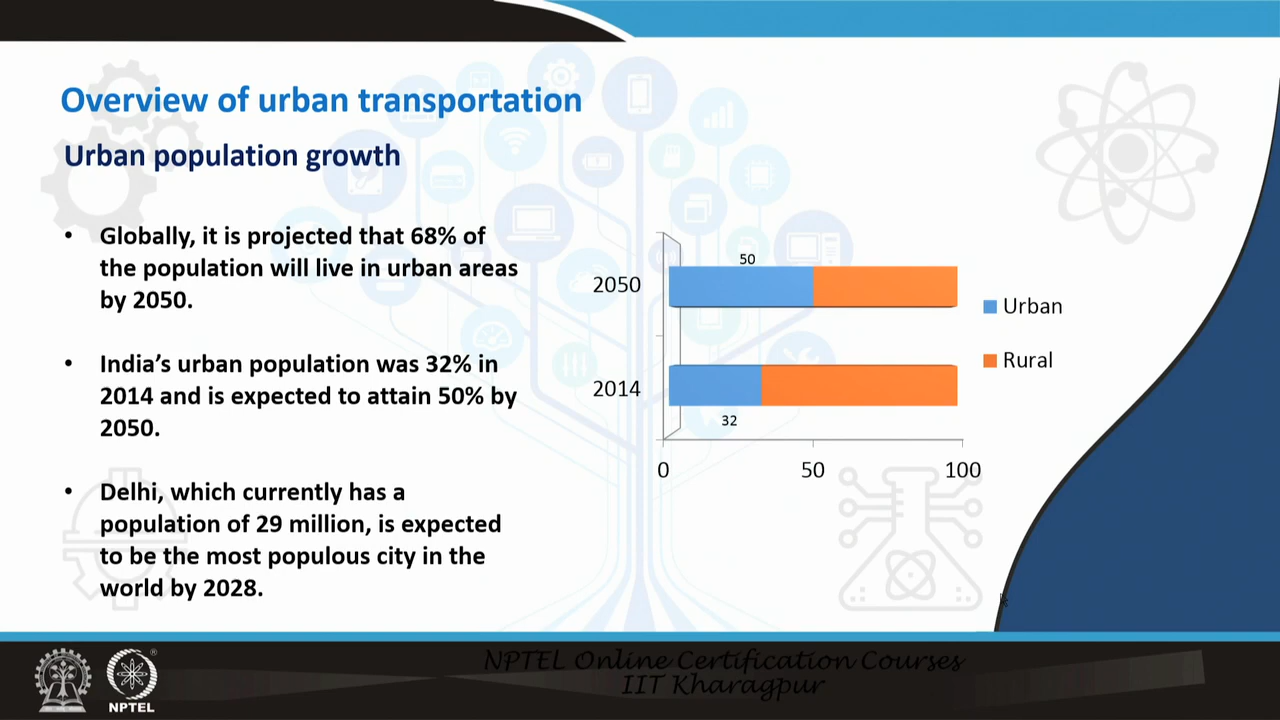 Overview of urban transportation
Urban population growth
• Globally, it is projected that 68% of
the population will live in urban areas
by 2050.
• India’s urban population was 32% in
2014 and is expected to attain 50% by
2050.
• Delhi, which currently has a
population of 29 million, is expected
to be the most populous city in the
world by 2028.
50
2050
2014
32
0 50 100
Urban
Rural
NPTEL Online Certification Courses
IIT Kharagpur
NPTEL